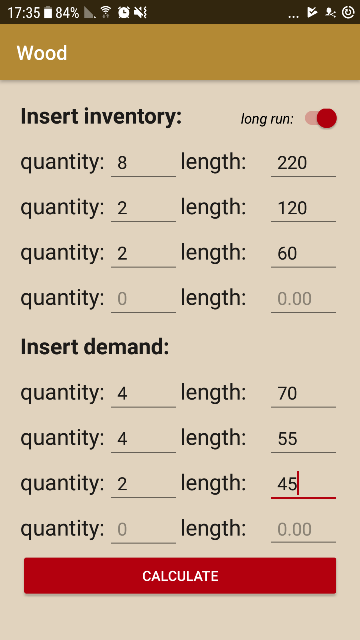 17:35 84% ...
Wood
Insert inventory: long run:
quantity: 8 length: 220
quantity: 2 length: 120
quantity: 2 length: 60
quantity: 0 length: 0.00
Insert demand:
quantity: 4 length: 70
quantity: 4 length: 55
quantity: 2 length: 45
quantity: 0 length: 0.00
CALCULATE